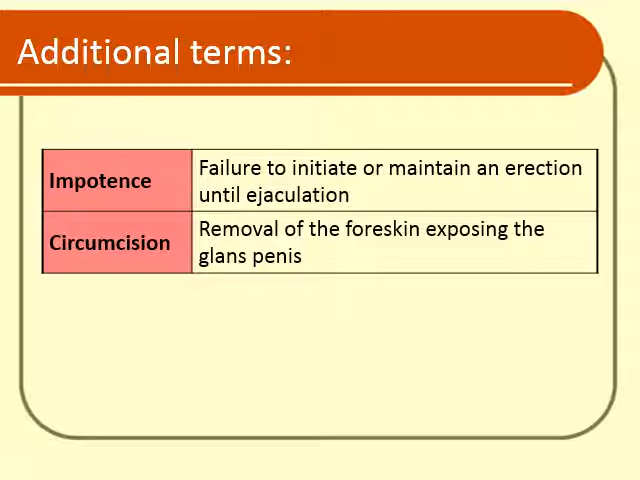 Additional terms:
Impotence
Failure to initiate or maintain an erection
until ejaculation
Circumcision
Removal of the foreskin exposing the
glans penis